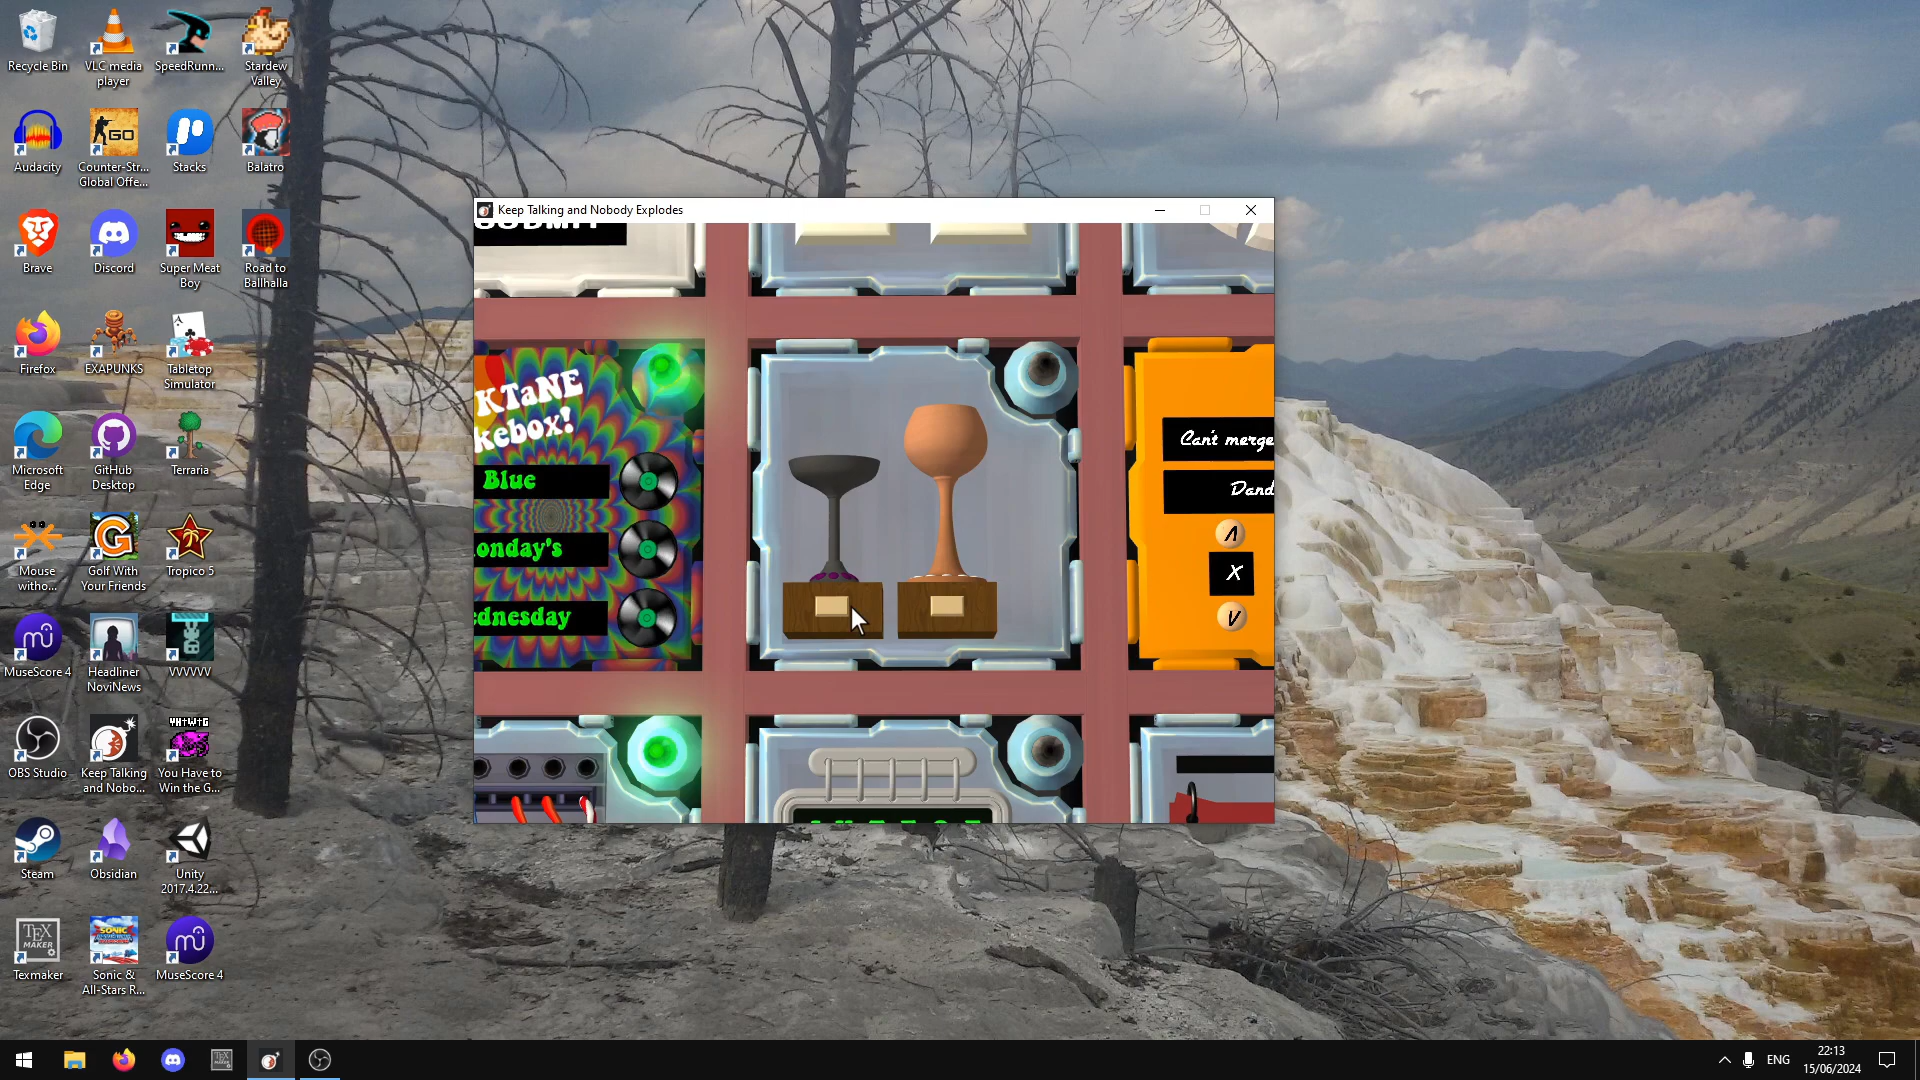 Recycle Bin
VLC media
player
SpeedRunn...
Stardew
Valley
Audacity
Counter-Str...
Global Offe...
Stacks
Balatro
Brave
Discord
Super Meat
Boy
Road to
Ballhalla
Firefox
EXAPUNKS
Tabletop
Simulator
Microsoft
Edge
GitHub
Desktop
Terraria
Mouse
witho...
Golf With
Your Friends
Tropico 5
MuseScore 4
Headliner
NoviNews
VVVVVV
OBS Studio
Keep Talking
and Nobo...
You Have to
Win the G...
Steam
Obsidian
Unity
2017.4.22...
Texmaker
Sonic &
All-Stars R...
MuseScore 4
GO
TEX
MAKER
Keep Talking and Nobody Explodes
SUBMIT
KTaNE
kebox!
Blue
onday's
dnesday
Can't merge
Dand
Λ
X
V
ENG
22:13
15/06/2024